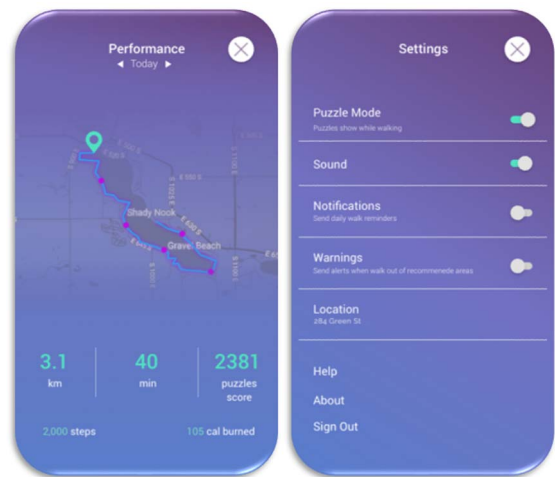 Performance
◀ Today ▶
E 500 S
Shady Nook
Gravel Beach
3.1
km
40
min
2381
puzzles
score
2,000 steps
105 cal burned
Settings
Puzzle Mode
Puzzles show while walking
Sound
Notifications
Send daily walk reminders
Warnings
Send alerts when walk out of recommenede areas
Location
284 Green St
Help
About
Sign Out